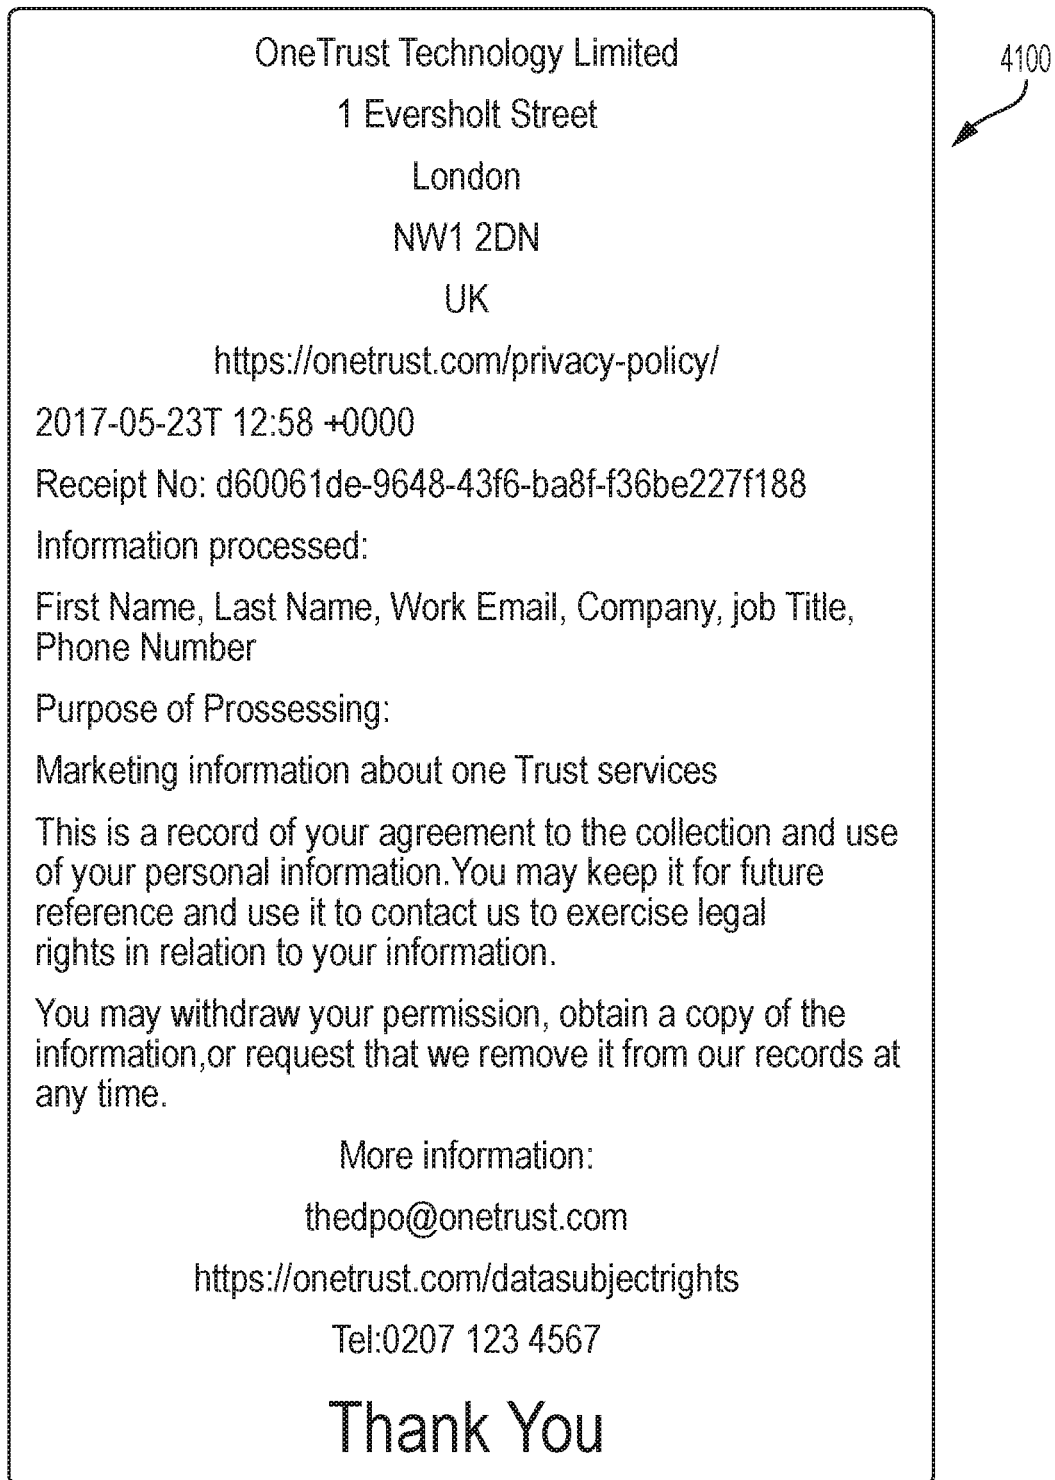 OneTrust Technology Limited
4100
1 Eversholt Street
London
NW1 2DN
UK
https://onetrust.com/privacy-policy/
2017-05-23T 12:58 +0000
Receipt No: d60061de-9648-43f6-ba8f-f36be227f188
Information processed:
First Name, Last Name, Work Email, Company, job Title,
Phone Number
Purpose of Prossessing:
Marketing information about one Trust services
This is a record of your agreement to the collection and use
of your personal information.You may keep it for future
reference and use it to contact us to exercise legal
rights in relation to your information.
You may withdraw your permission, obtain a copy of the
information,or request that we remove it from our records at
any time.
More information:
thedpo@onetrust.com
https://onetrust.com/datasubjectrights
Tel:0207 123 4567
Thank You